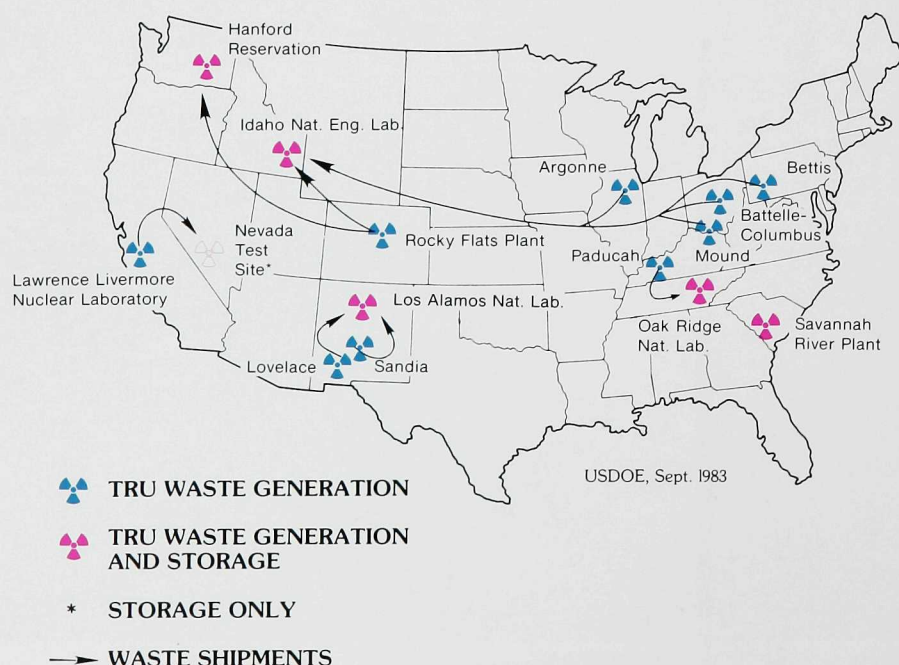 Hanford
Reservation
Idaho Nat. Eng. Lab.
Argonne
Bettis
Battelle-
Columbus
Nevada
Test
Site*
Rocky Flats Plant
Paducah
Mound
Lawrence Livermore
Nuclear Laboratory
Los Alamos Nat. Lab.
Oak Ridge
Nat. Lab.
Savannah
River Plant
Lovelace
Sandia
USDOE, Sept. 1983
TRU WASTE GENERATION
TRU WASTE GENERATION
AND STORAGE
* STORAGE ONLY
WASTE SHIPMENTS